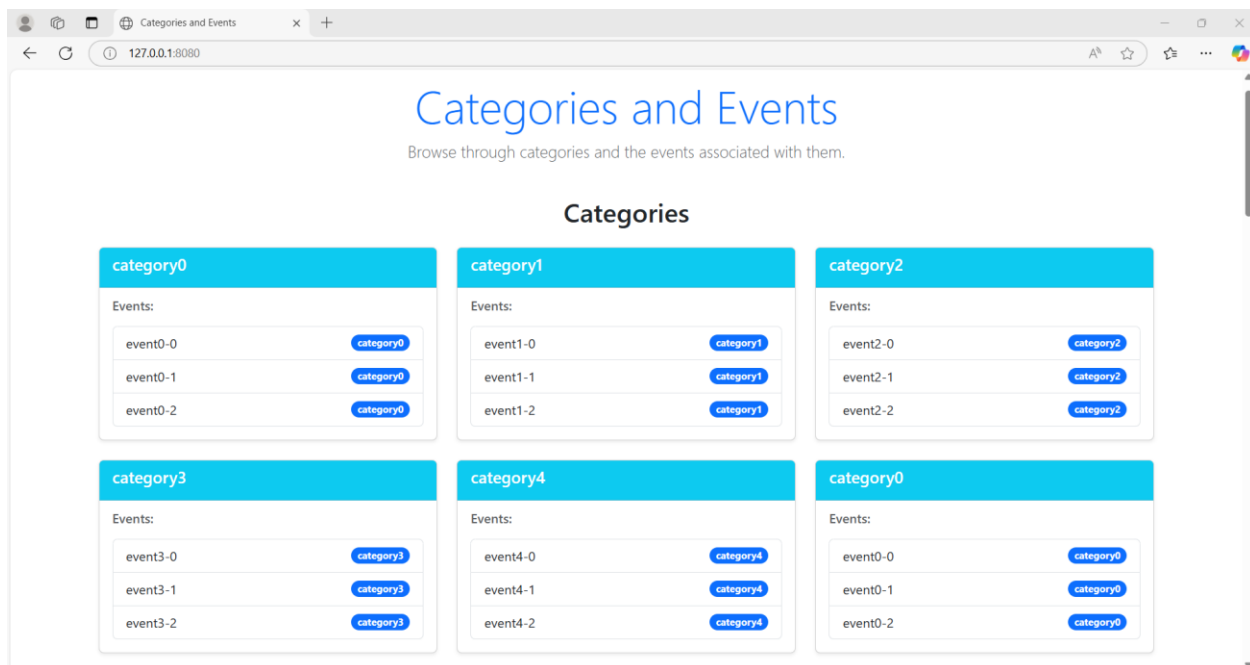 Categories and Events
127.0.0.1:8080
Categories and Events
Browse through categories and the events associated with them.
Categories
category0
Events:
event0-0 category0
event0-1 category0
event0-2 category0
category1
Events:
event1-0 category1
event1-1 category1
event1-2 category1
category2
Events:
event2-0 category2
event2-1 category2
event2-2 category2
category3
Events:
event3-0 category3
event3-1 category3
event3-2 category3
category4
Events:
event4-0 category4
event4-1 category4
event4-2 category4
category0
Events:
event0-0 category0
event0-1 category0
event0-2 category0